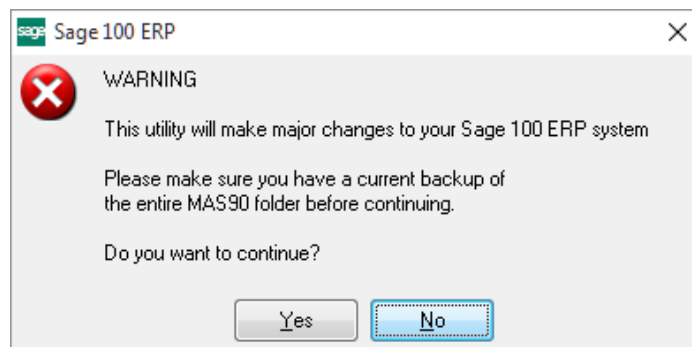 sage Sage 100 ERP
WARNING
This utility will make major changes to your Sage 100 ERP system
Please make sure you have a current backup of
the entire MAS90 folder before continuing.
Do you want to continue?
Yes No